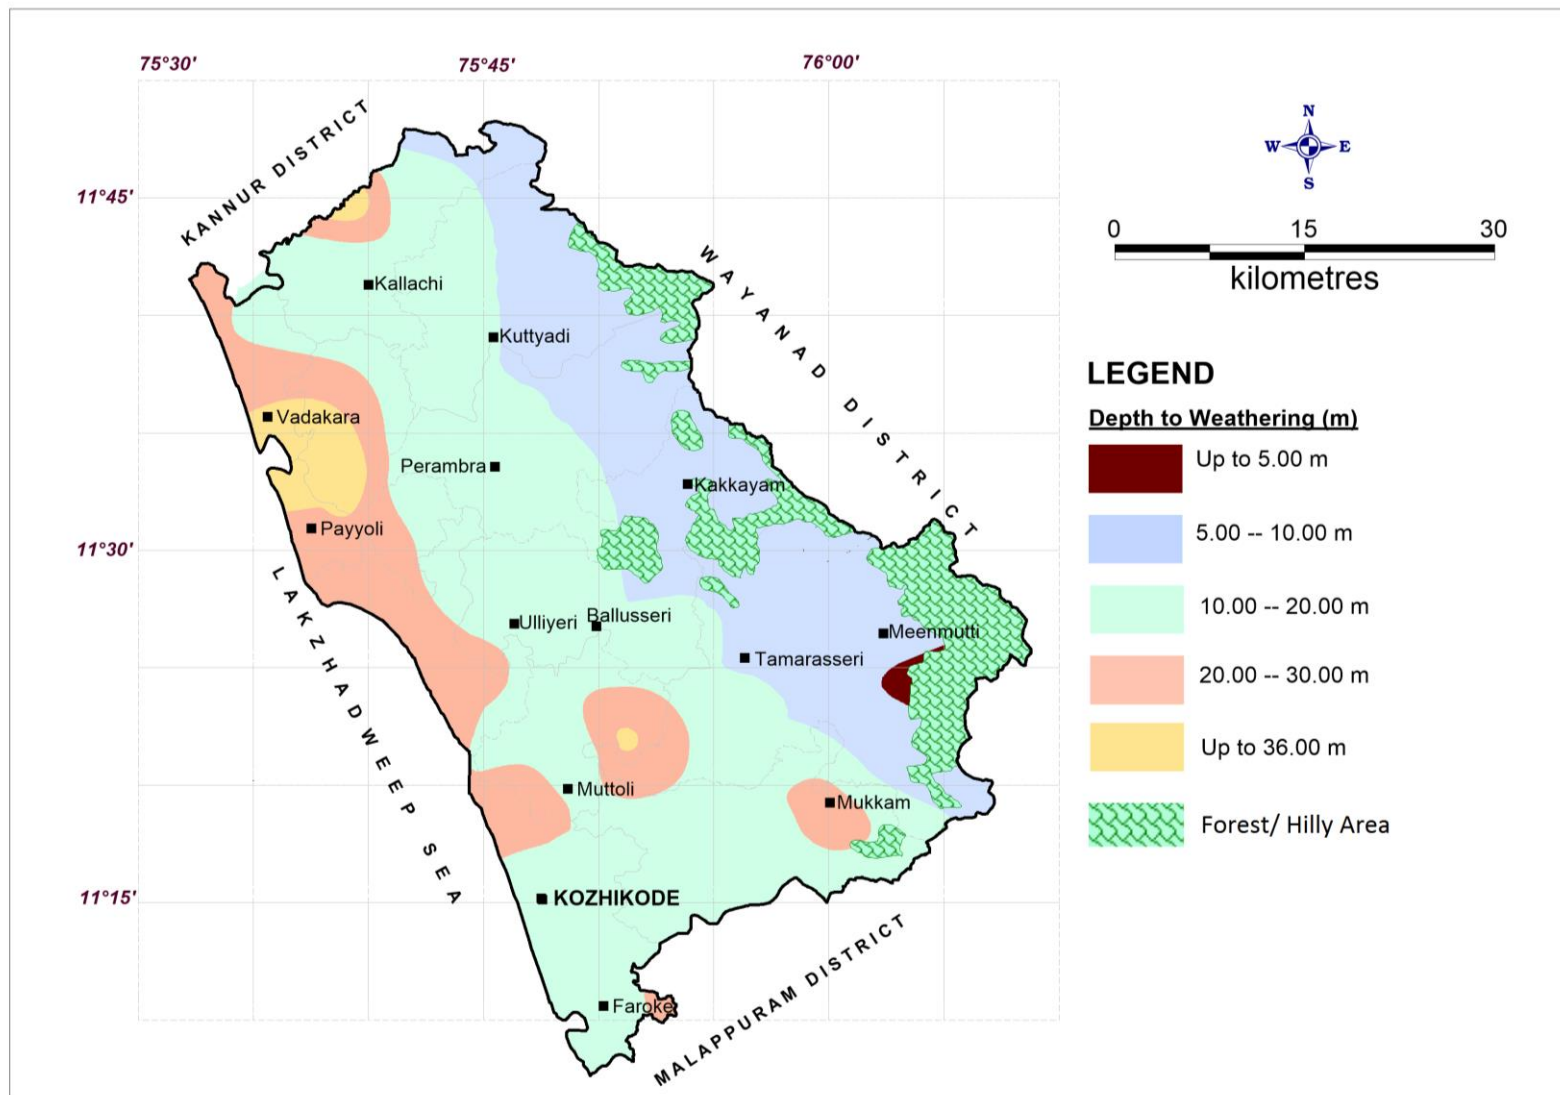 75°30'
75°45'
76°00'
11°45'
11°30'
11°15'
KANNUR DISTRICT
WAYANAD DISTRICT
LAKZHADWEEP SEA
MALAPPURAM DISTRICT
Kallachi
Kuttyadi
Vadakara
Perambra
Kakkayam
Payyoli
Ulliyeri
Ballusseri
Meenmutti
Tamarasseri
Muttoli
Mukkam
KOZHIKODE
Faroke
N
W E
S
0 15 30
kilometres
LEGEND
Depth to Weathering (m)
Up to 5.00 m
5.00 -- 10.00 m
10.00 -- 20.00 m
20.00 -- 30.00 m
Up to 36.00 m
Forest/ Hilly Area